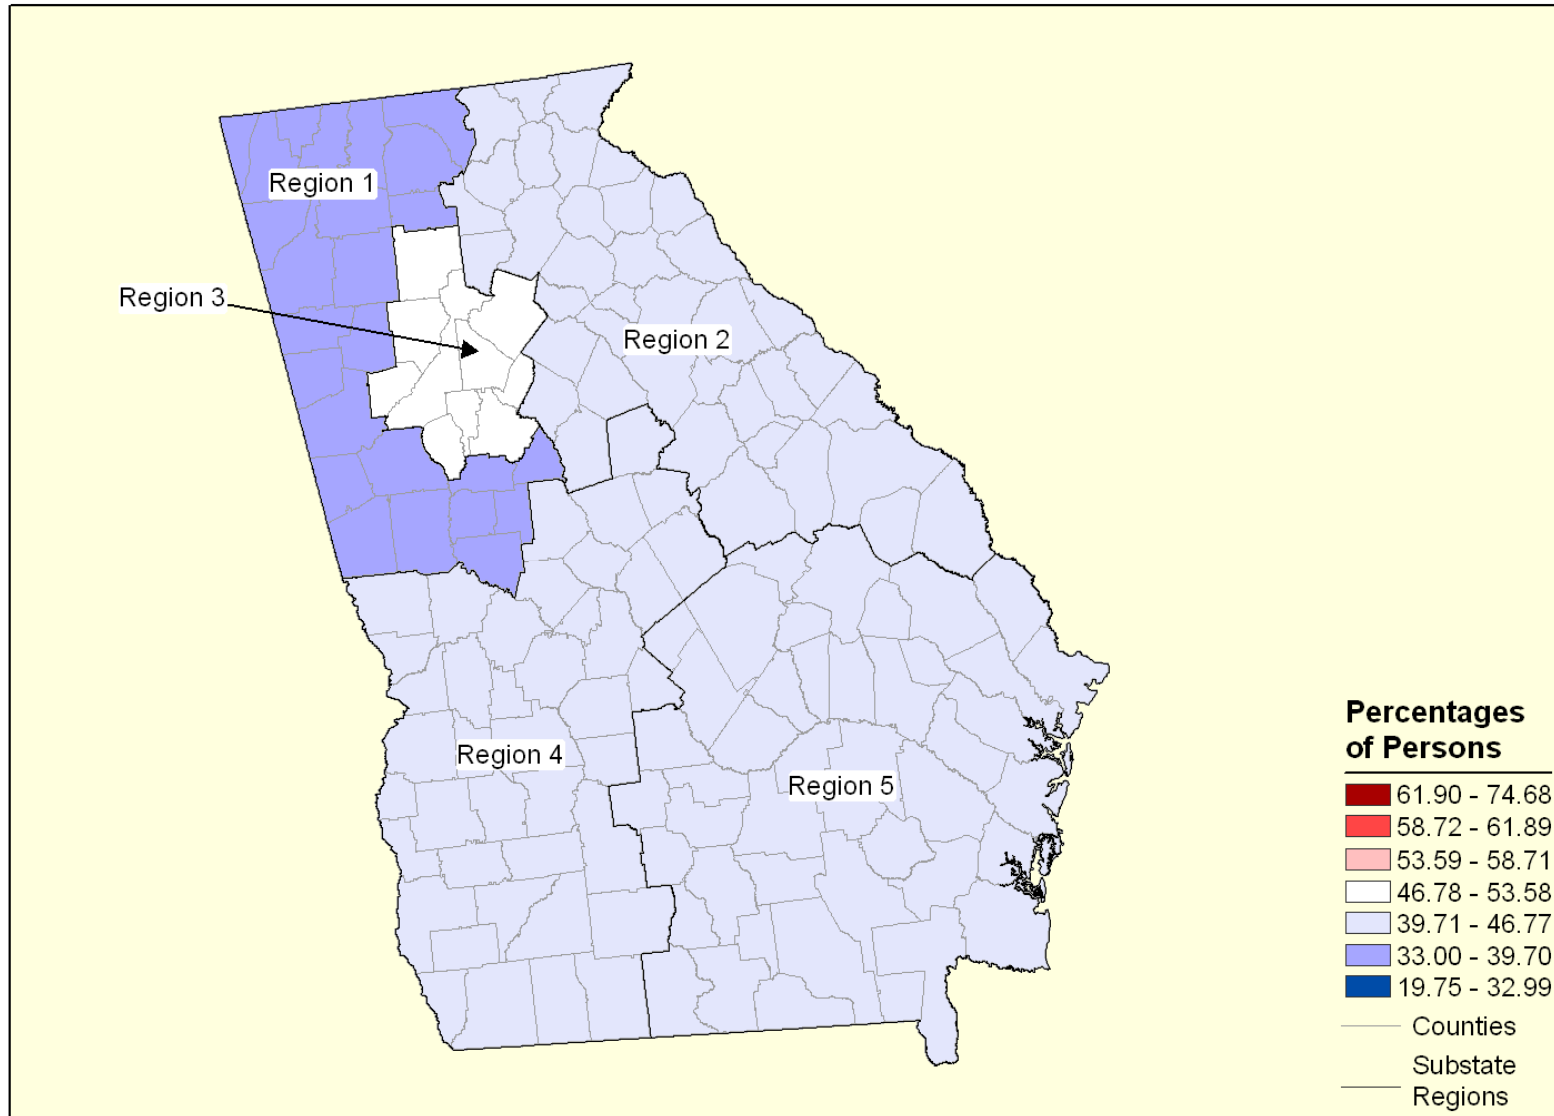 Region 1
Region 3
Region 2
Region 4
Region 5
Percentages
of Persons
61.90 - 74.68
58.72 - 61.89
53.59 - 58.71
46.78 - 53.58
39.71 - 46.77
33.00 - 39.70
19.75 - 32.99
Counties
Substate
Regions